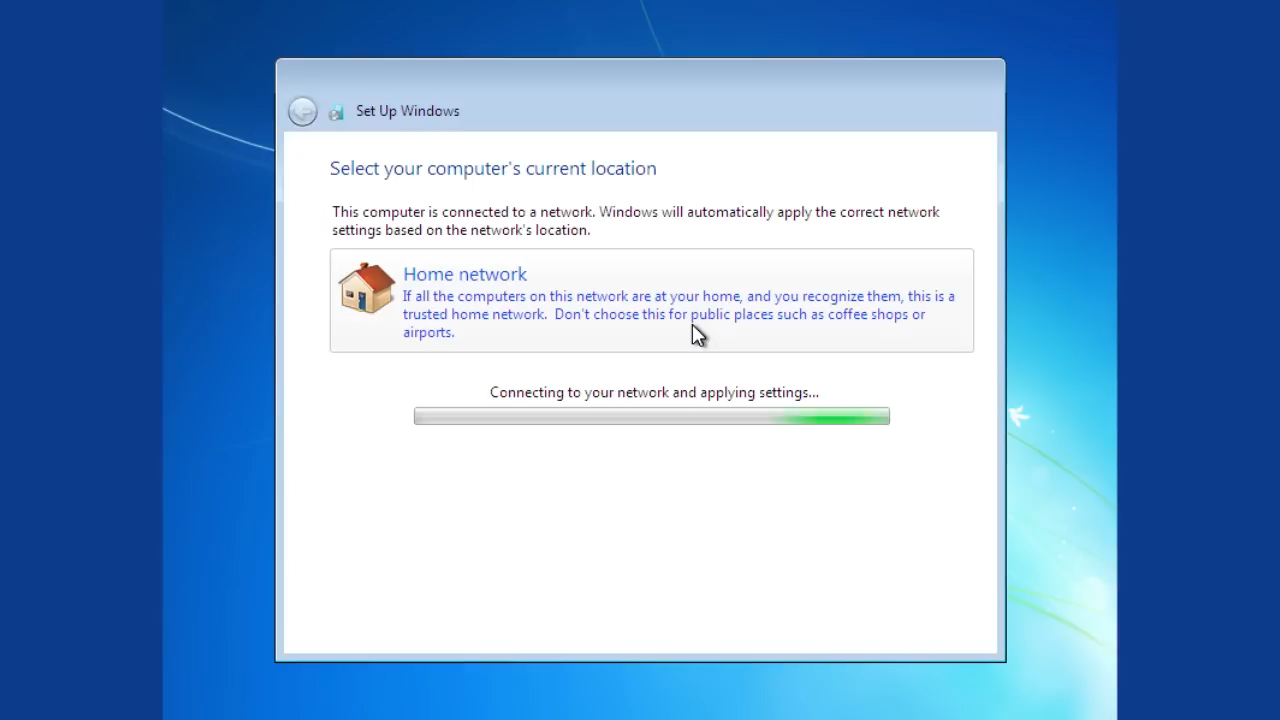 Set Up Windows
Select your computer's current location
This computer is connected to a network. Windows will automatically apply the correct network
settings based on the network's location.
Home network
If all the computers on this network are at your home, and you recognize them, this is a
trusted home network.  Don't choose this for public places such as coffee shops or
airports.
Connecting to your network and applying settings...